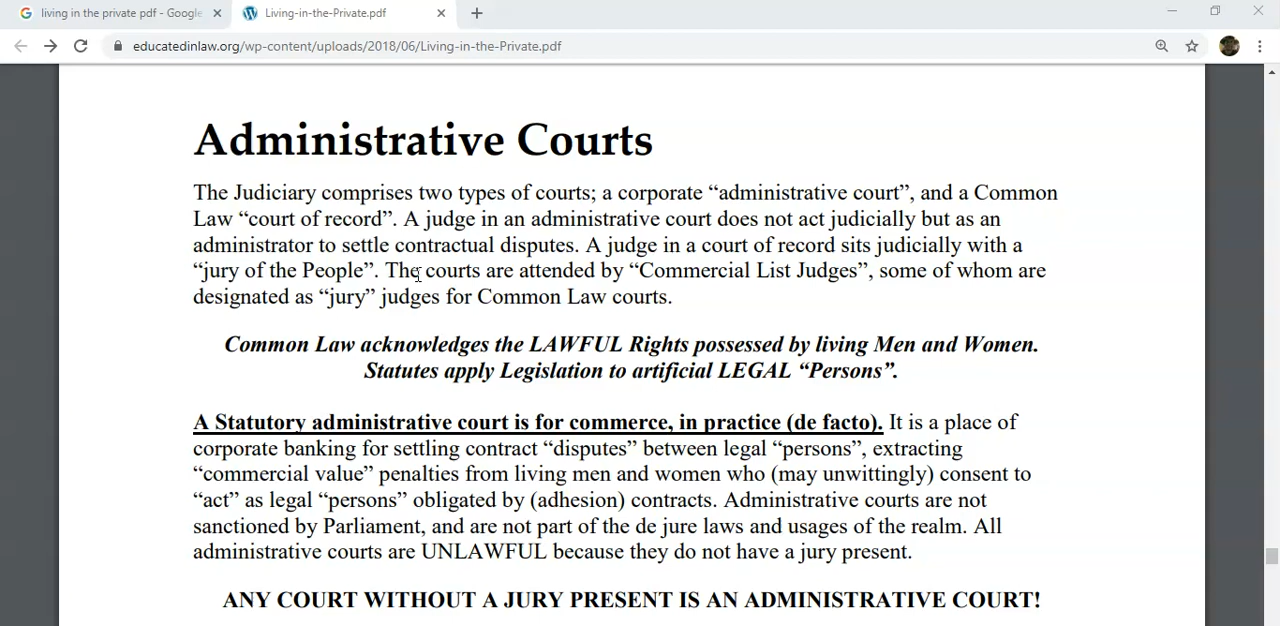 living in the private pdf - Google
Living-in-the-Private.pdf
educatedinlaw.org/wp-content/uploads/2018/06/Living-in-the-Private.pdf
Administrative Courts
The Judiciary comprises two types of courts; a corporate “administrative court”, and a Common
Law “court of record”. A judge in an administrative court does not act judicially but as an
administrator to settle contractual disputes. A judge in a court of record sits judicially with a
“jury of the People”. The courts are attended by “Commercial List Judges”, some of whom are
designated as “jury” judges for Common Law courts.
Common Law acknowledges the LAWFUL Rights possessed by living Men and Women.
Statutes apply Legislation to artificial LEGAL “Persons”.
A Statutory administrative court is for commerce, in practice (de facto). It is a place of
corporate banking for settling contract “disputes” between legal “persons”, extracting
“commercial value” penalties from living men and women who (may unwittingly) consent to
“act” as legal “persons” obligated by (adhesion) contracts. Administrative courts are not
sanctioned by Parliament, and are not part of the de jure laws and usages of the realm. All
administrative courts are UNLAWFUL because they do not have a jury present.
ANY COURT WITHOUT A JURY PRESENT IS AN ADMINISTRATIVE COURT!